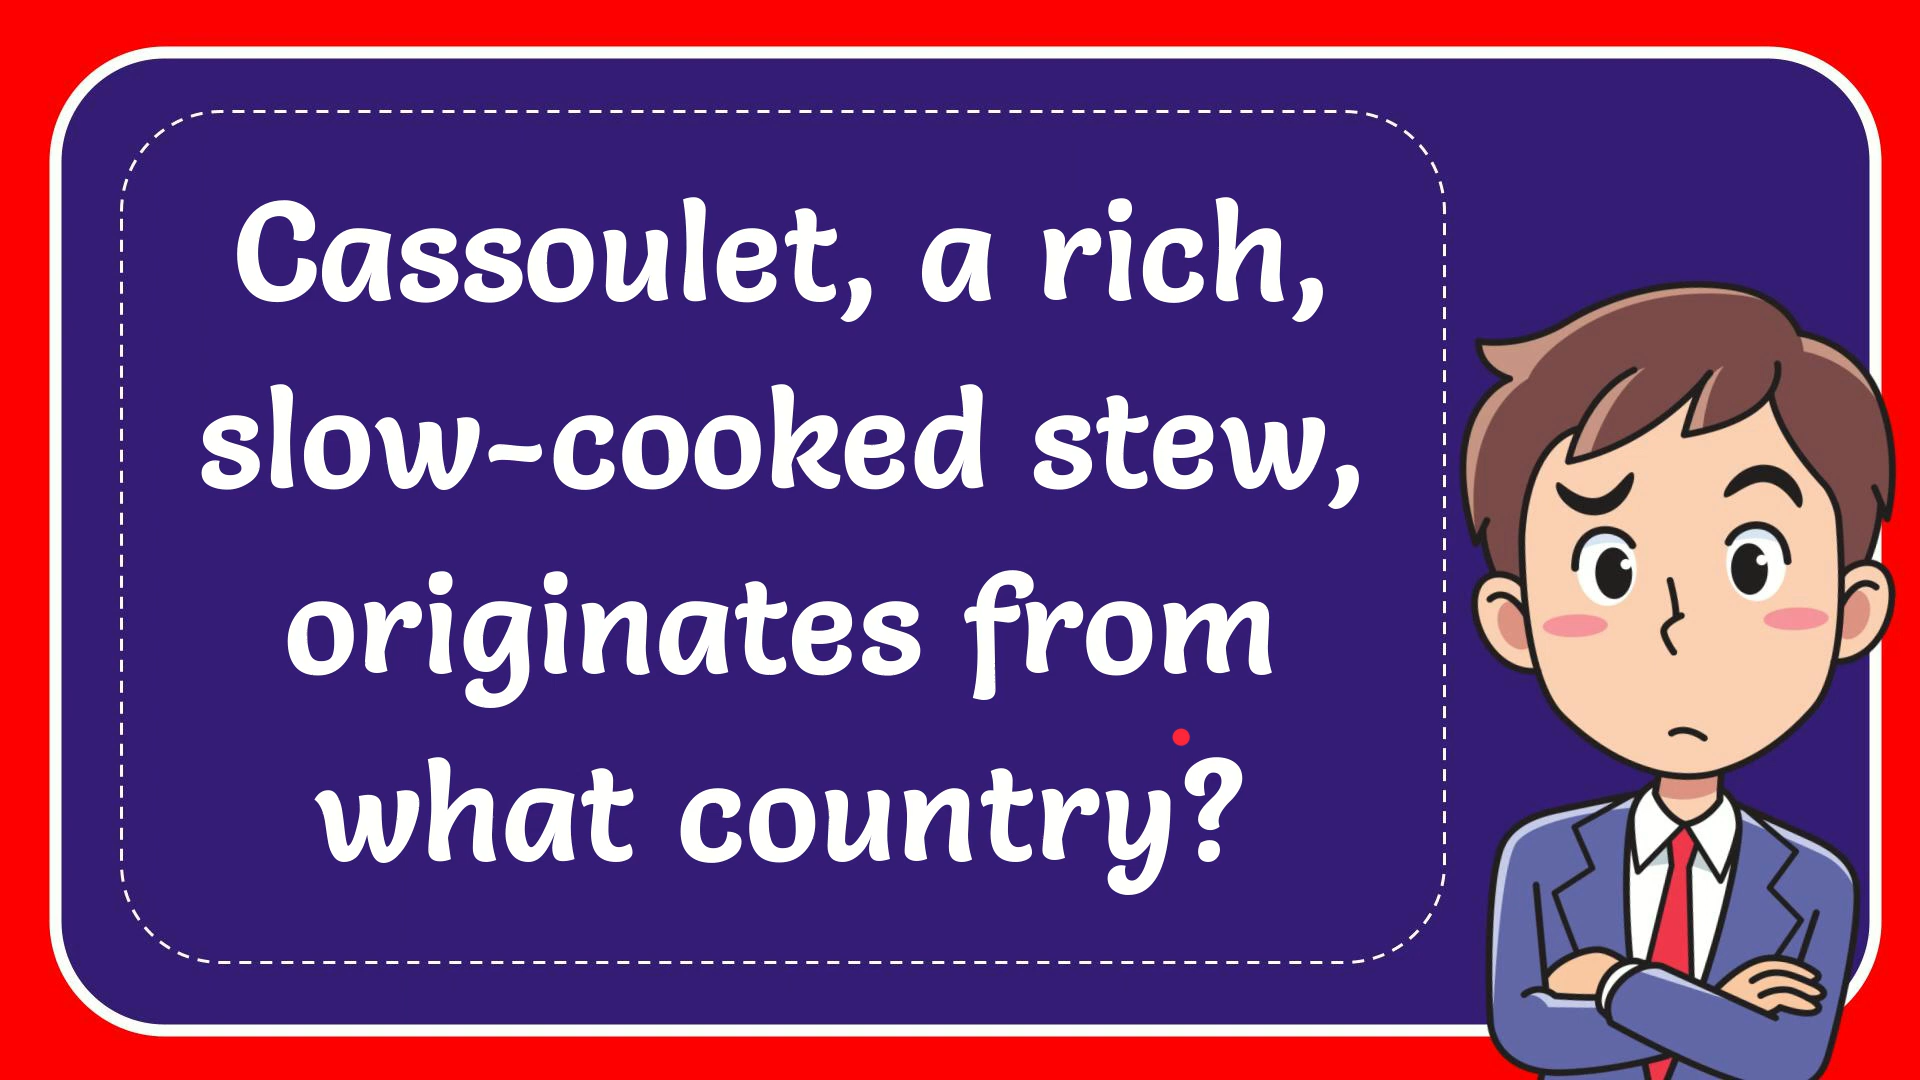 Cassoulet, a rich,
slow-cooked stew,
originates from
what country?